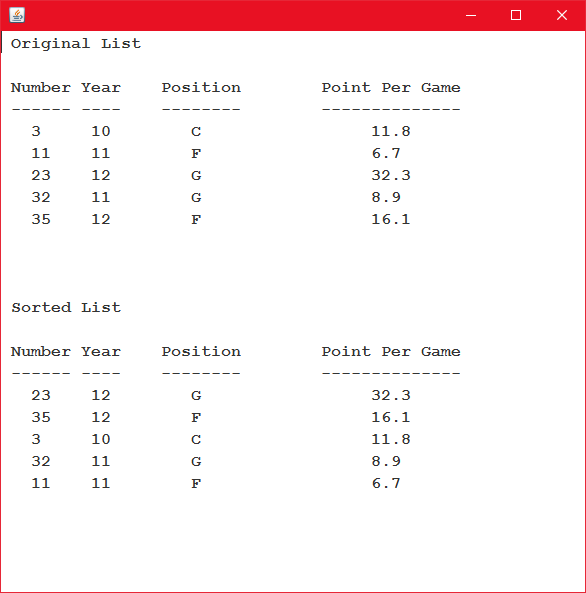 Original List
Number Year    Position        Point Per Game
------ ----    --------        --------------
  3     10        C                 11.8
  11    11        F                 6.7
  23    12        G                 32.3
  32    11        G                 8.9
  35    12        F                 16.1
Sorted List
Number Year    Position        Point Per Game
------ ----    --------        --------------
  23    12        G                 32.3
  35    12        F                 16.1
  3     10        C                 11.8
  32    11        G                 8.9
  11    11        F                 6.7